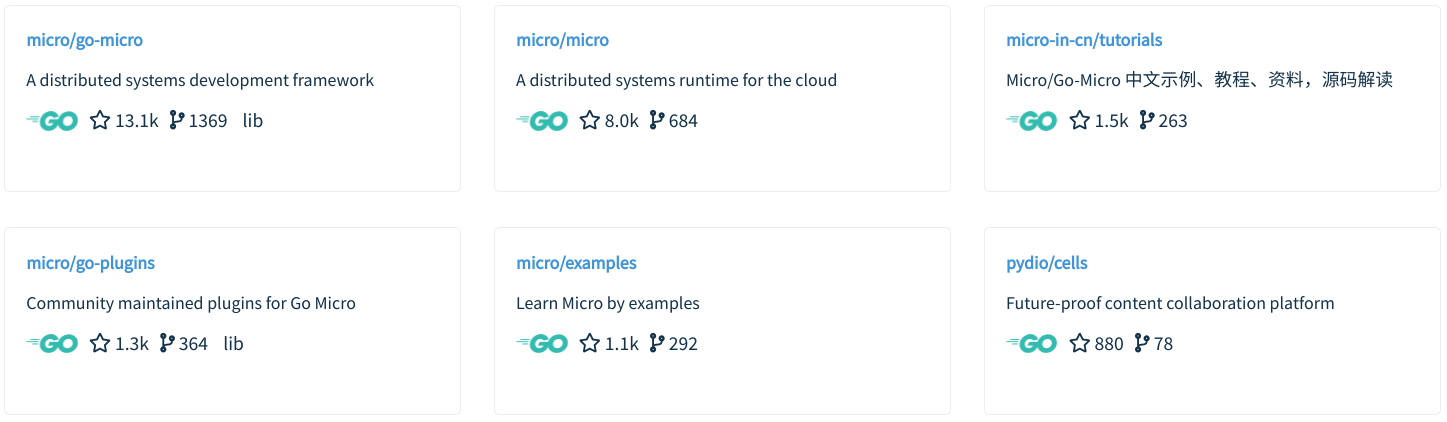 micro/go-micro
A distributed systems development framework
GO 13.1k 1369 lib
micro/micro
A distributed systems runtime for the cloud
GO 8.0k 684
micro-in-cn/tutorials
Micro/Go-Micro 中文示例、教程、资料，源码解读
GO 1.5k 263
micro/go-plugins
Community maintained plugins for Go Micro
GO 1.3k 364 lib
micro/examples
Learn Micro by examples
GO 1.1k 292
pydio/cells
Future-proof content collaboration platform
GO 880 78